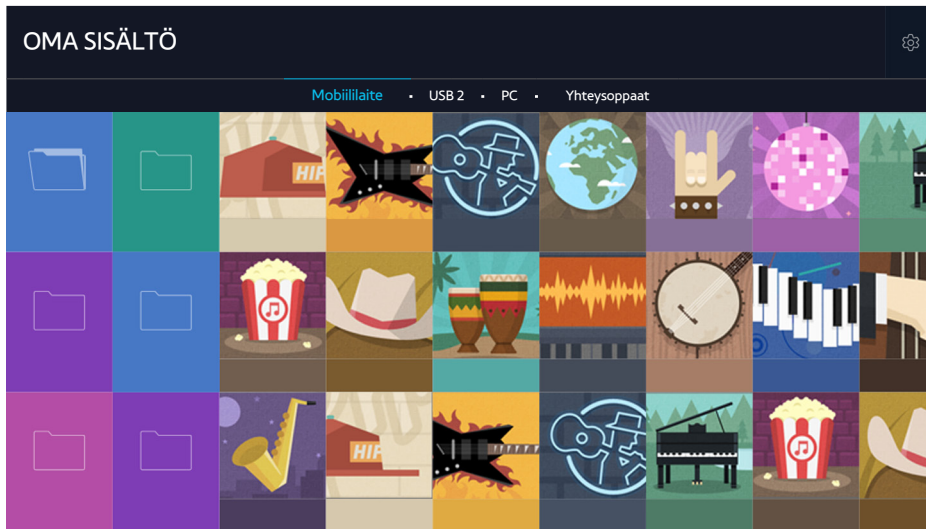 OMA SISÄLTÖ
Mobiililaite • USB 2 • PC • Yhteysoppaat
HIP
HIP